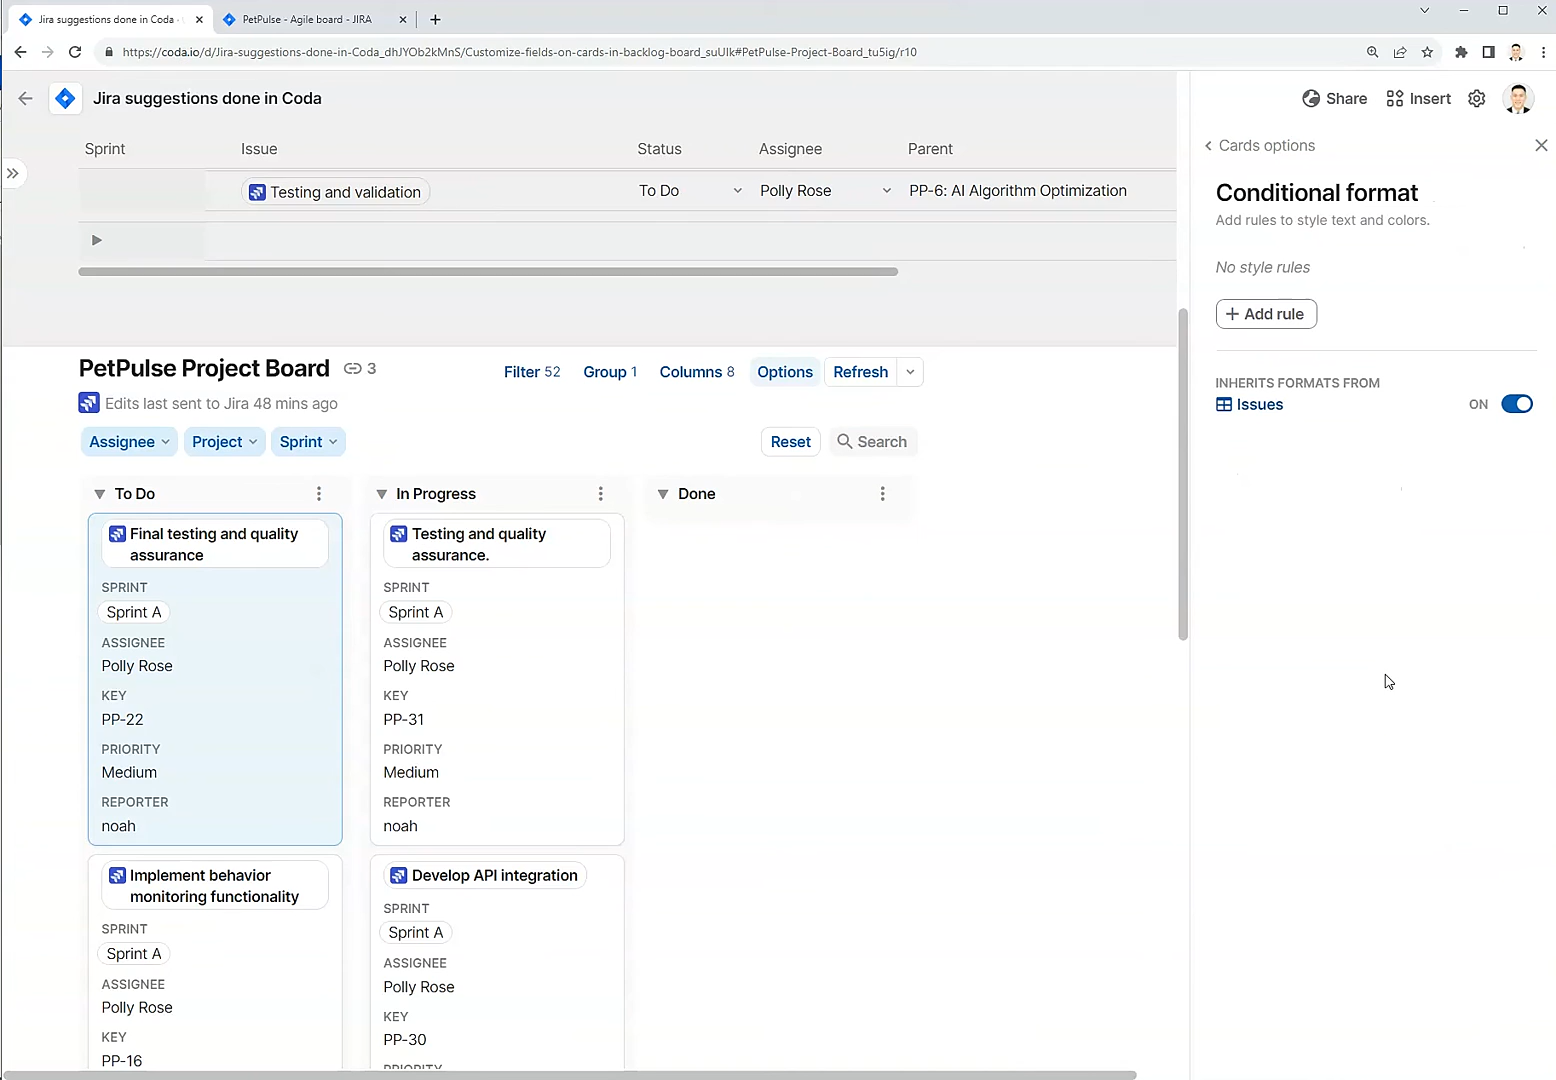 Jira suggestions done in Coda
PetPulse - Agile board - JIRA
https://coda.io/d/Jira-suggestions-done-in-Coda_dhJYOb2kMnS/Customize-fields-on-cards-in-backlog-board_suUIk#PetPulse-Project-Board_tu5ig/r10
Jira suggestions done in Coda
Share
Insert
Sprint
Issue
Status
Assignee
Parent
Testing and validation
To Do
Polly Rose
PP-6: AI Algorithm Optimization
Cards options
Conditional format
Add rules to style text and colors.
No style rules
+ Add rule
INHERITS FORMATS FROM
Issues
ON
PetPulse Project Board
3
Filter 52
Group 1
Columns 8
Options
Refresh
Edits last sent to Jira 48 mins ago
Assignee
Project
Sprint
Reset
Search
To Do
Final testing and quality
assurance
SPRINT
Sprint A
ASSIGNEE
Polly Rose
KEY
PP-22
PRIORITY
Medium
REPORTER
noah
Implement behavior
monitoring functionality
SPRINT
Sprint A
ASSIGNEE
Polly Rose
KEY
PP-16
In Progress
Testing and quality
assurance.
SPRINT
Sprint A
ASSIGNEE
Polly Rose
KEY
PP-31
PRIORITY
Medium
REPORTER
noah
Develop API integration
SPRINT
Sprint A
ASSIGNEE
Polly Rose
KEY
PP-30
PRIORITY
Done